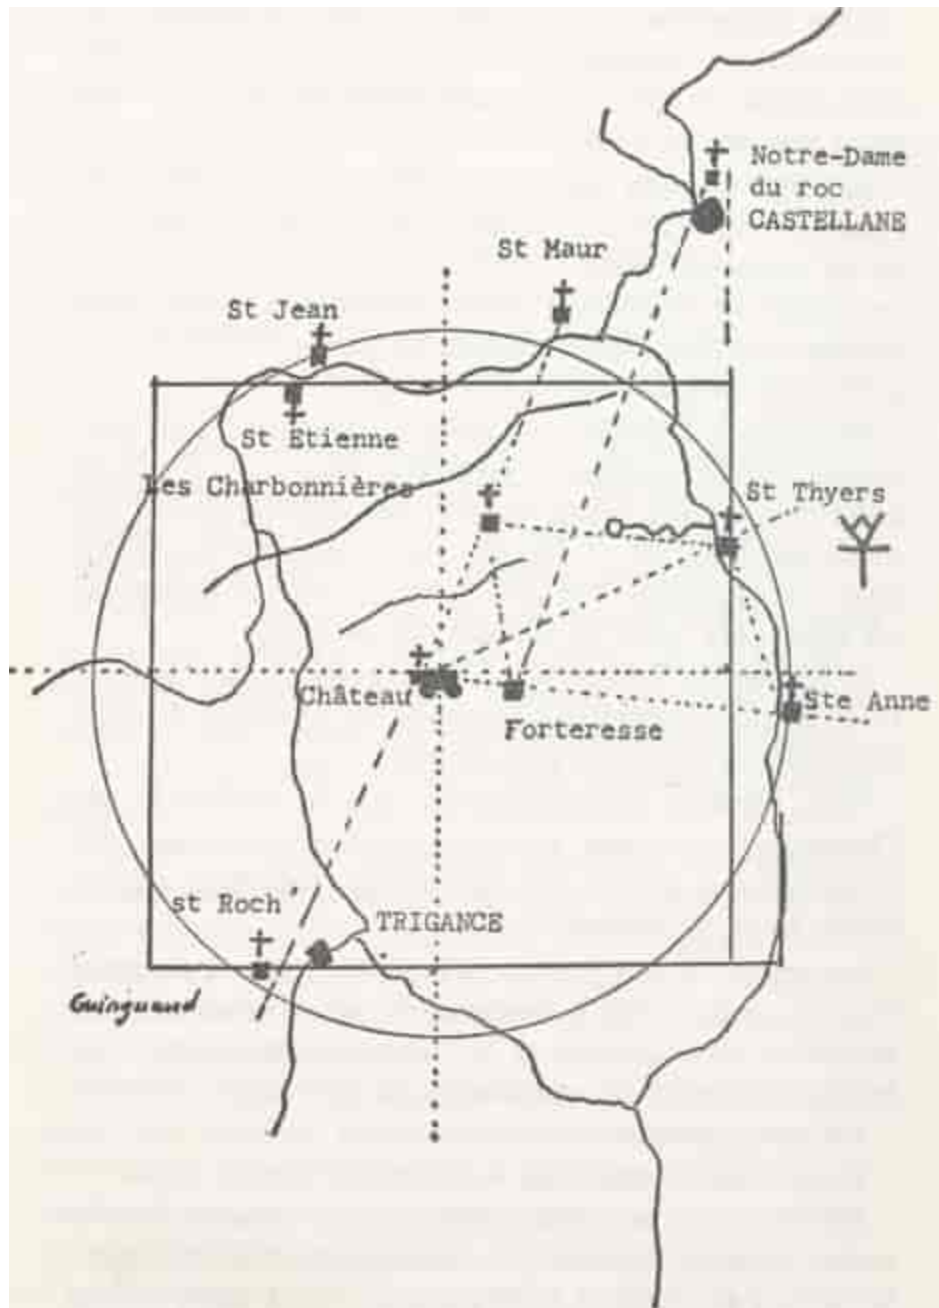 Notre-Dame
du roc
CASTELLANE
St Maur
St Jean
St Etienne
Les Charbonnières
St Thyers
Château
Forteresse
Ste Anne
st Roch
TRIGANCE
Guinguaud